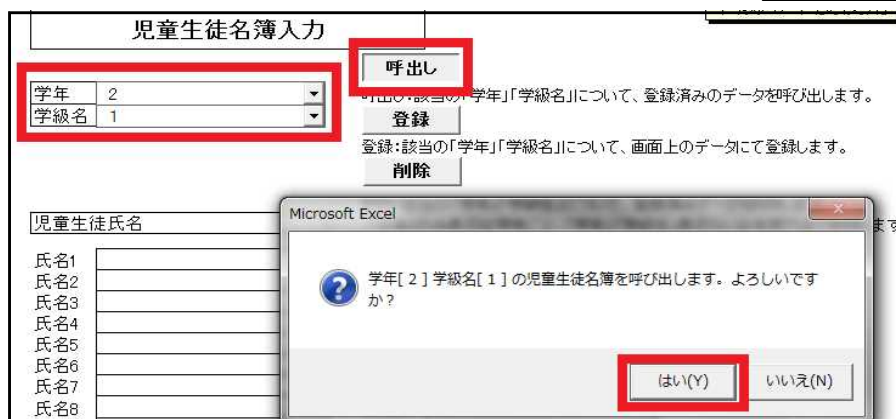 児童生徒名簿入力
呼出し
学年 2
呼出し:該当の「学年」「学級名」について、登録済みのデータを呼び出します。
学級名 1
登録
登録:該当の「学年」「学級名」について、画面上のデータにて登録します。
削除
児童生徒氏名
Microsoft Excel
ます
氏名1
氏名2
氏名3
氏名4
氏名5
氏名6
氏名7
氏名8
学年[ 2 ] 学級名[ 1 ] の児童生徒名簿を呼び出します。よろしいです
か?
はい(Y)
いいえ(N)